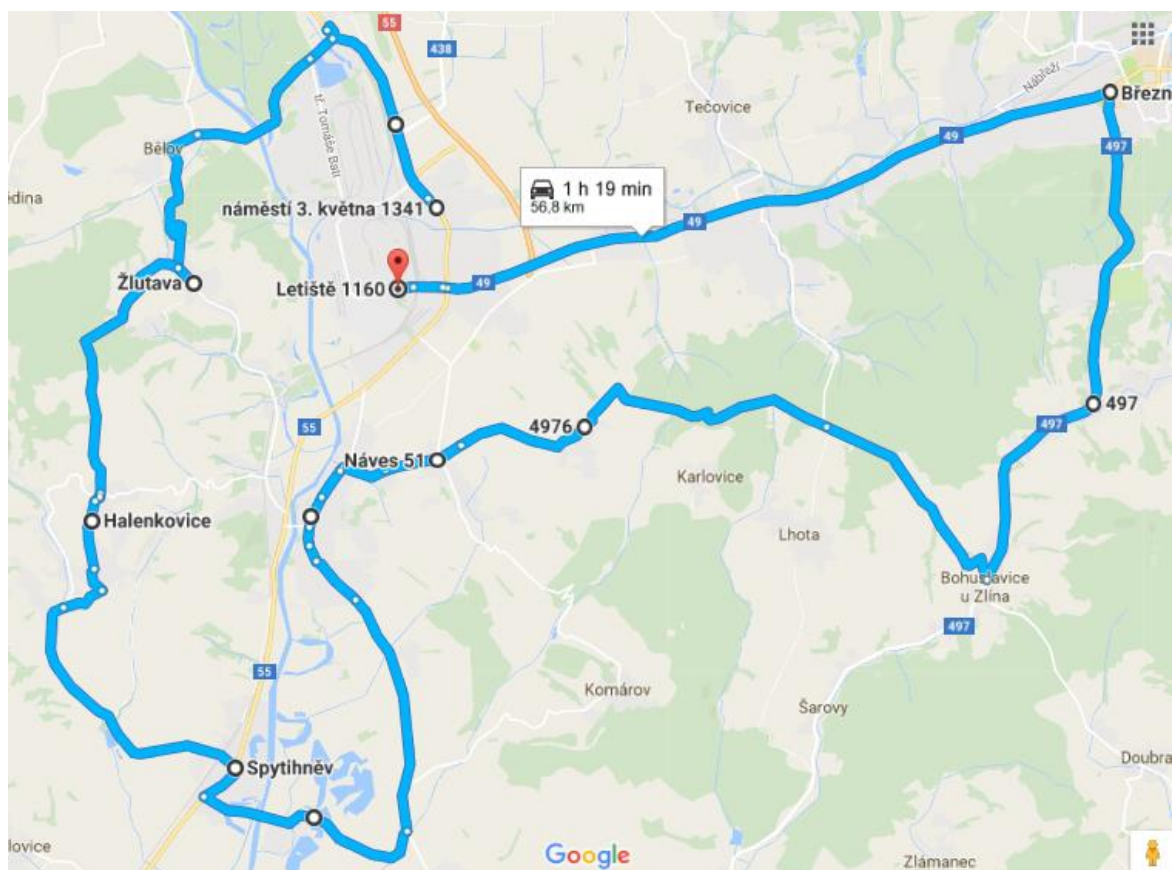 55
438
Nábřeží
Tečovice
Březn
49
497
tř. Tomáše Bati
Bělov
edina
1 h 19 min
56,8 km
náměstí 3. května 1341
49
Žlutava
Letiště 1160
49
497
4976
497
55
Náves 51
Karlovice
Halenkovice
Lhota
Bohuslavice
u Zlína
497
55
Komárov
Šarovy
Spytihněv
Doubra
lovice
Google
Zlámanec